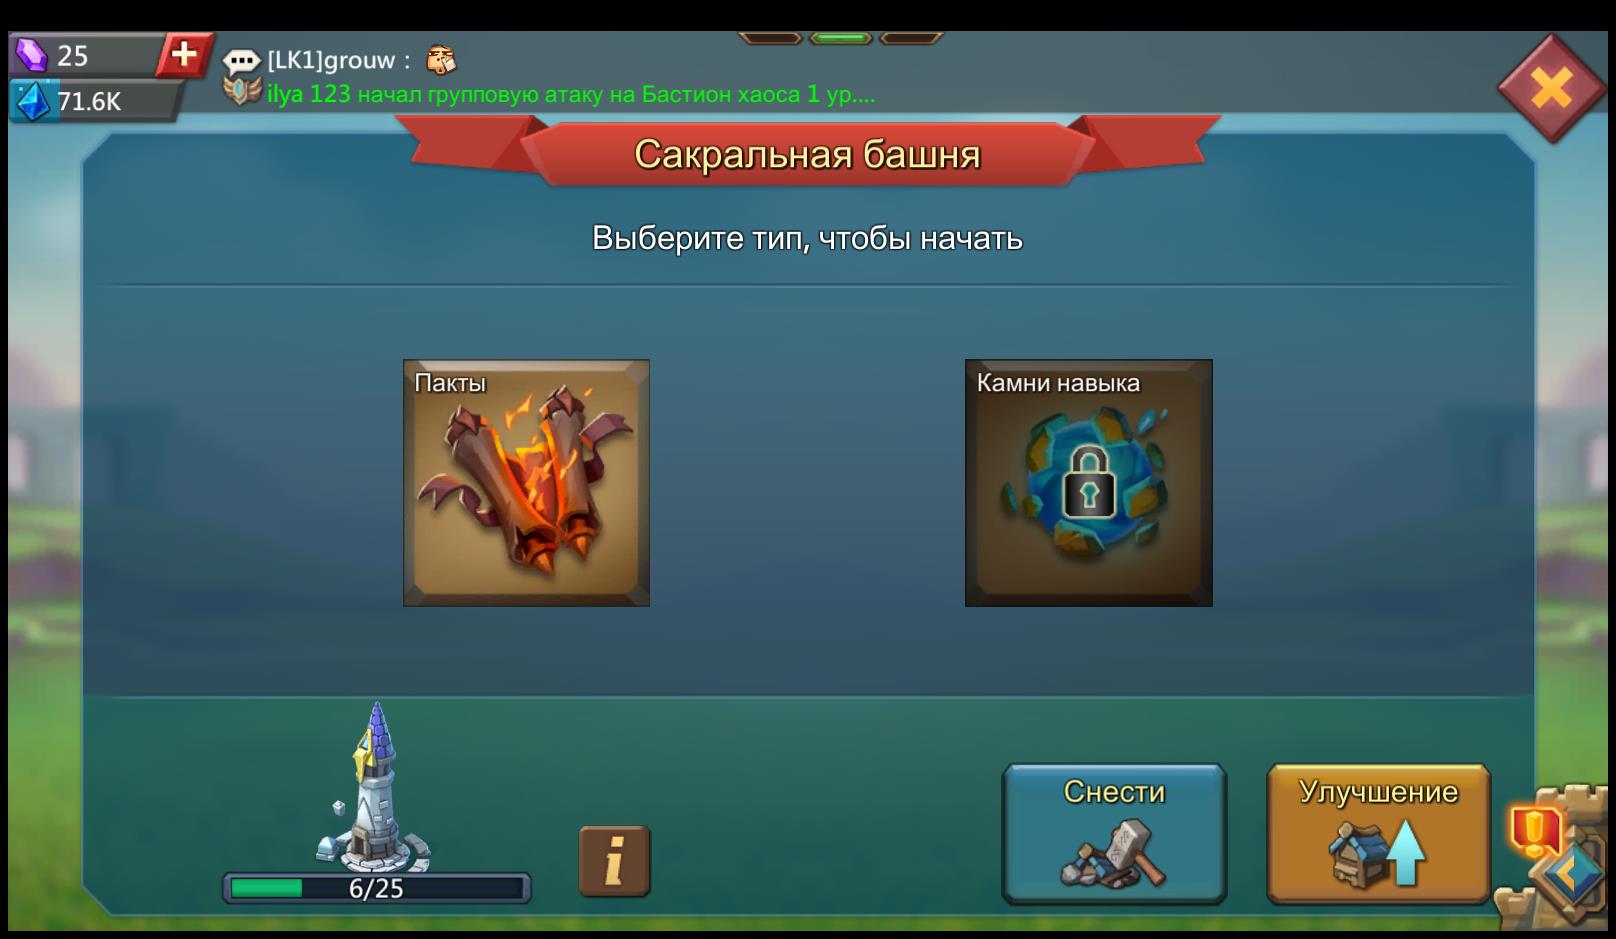 25
71.6K
[LK1]grouw :
ilya 123 начал групповую атаку на Бастион хаоса 1 ур....
Сакральная башня
Выберите тип, чтобы начать
Пакты
Камни навыка
6/25
i
Снести
Улучшение